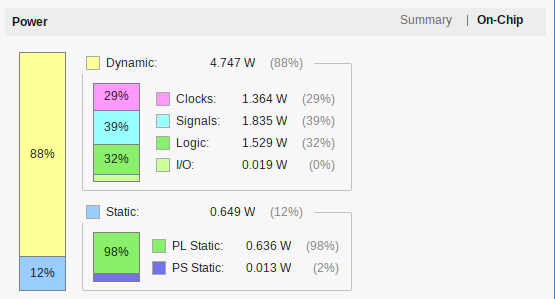 Power Summary | On-Chip
Dynamic: 4.747 W (88%)
29% Clocks: 1.364 W (29%)
39% Signals: 1.835 W (39%)
88% 32% Logic: 1.529 W (32%)
I/O: 0.019 W (0%)
Static: 0.649 W (12%)
98% PL Static: 0.636 W (98%)
12% PS Static: 0.013 W (2%)